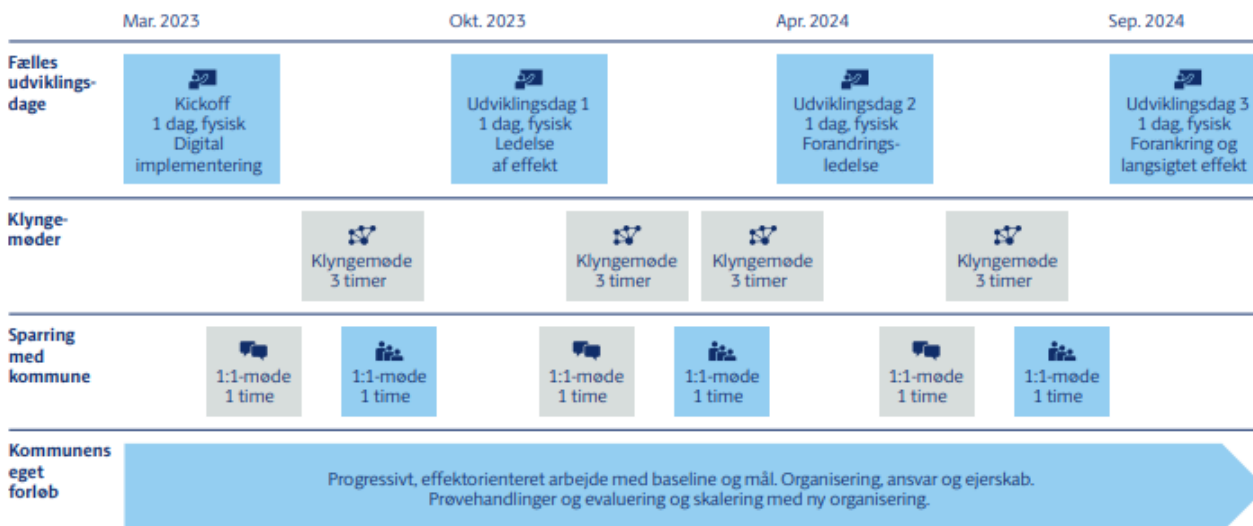 Mar. 2023
Okt. 2023
Apr. 2024
Sep. 2024
Fælles
udviklings-
dage
Kickoff
1 dag, fysisk
Digital
implementering
Udviklingsdag 1
1 dag, fysisk
Ledelse
af effekt
Udviklingsdag 2
1 dag, fysisk
Forandrings-
ledelse
Udviklingsdag 3
1 dag, fysisk
Forankring og
langsigtet effekt
Klynge-
møder
Klyngemøde
3 timer
Klyngemøde
3 timer
Klyngemøde
3 timer
Klyngemøde
3 timer
Sparring
med
kommune
1:1-møde
1 time
1:1-møde
1 time
1:1-møde
1 time
1:1-møde
1 time
1:1-møde
1 time
1:1-møde
1 time
Kommunens
eget
forløb
Progressivt, effektorienteret arbejde med baseline og mål. Organisering, ansvar og ejerskab.
Prøvehandlinger og evaluering og skalering med ny organisering.